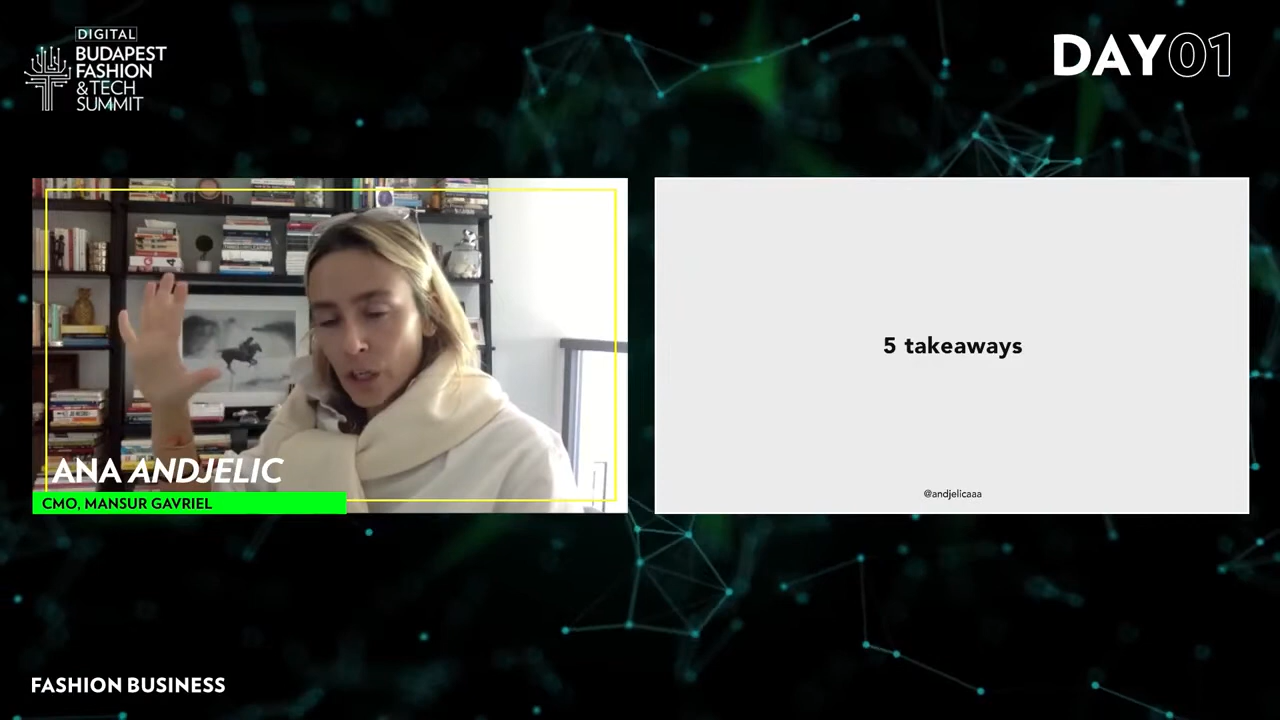 DIGITAL
BUDAPEST
FASHION
&TECH
SUMMIT
DAY01
5 takeaways
@andjelicaaa
ANA ANDJELIC
CMO, MANSUR GAVRIEL
FASHION BUSINESS